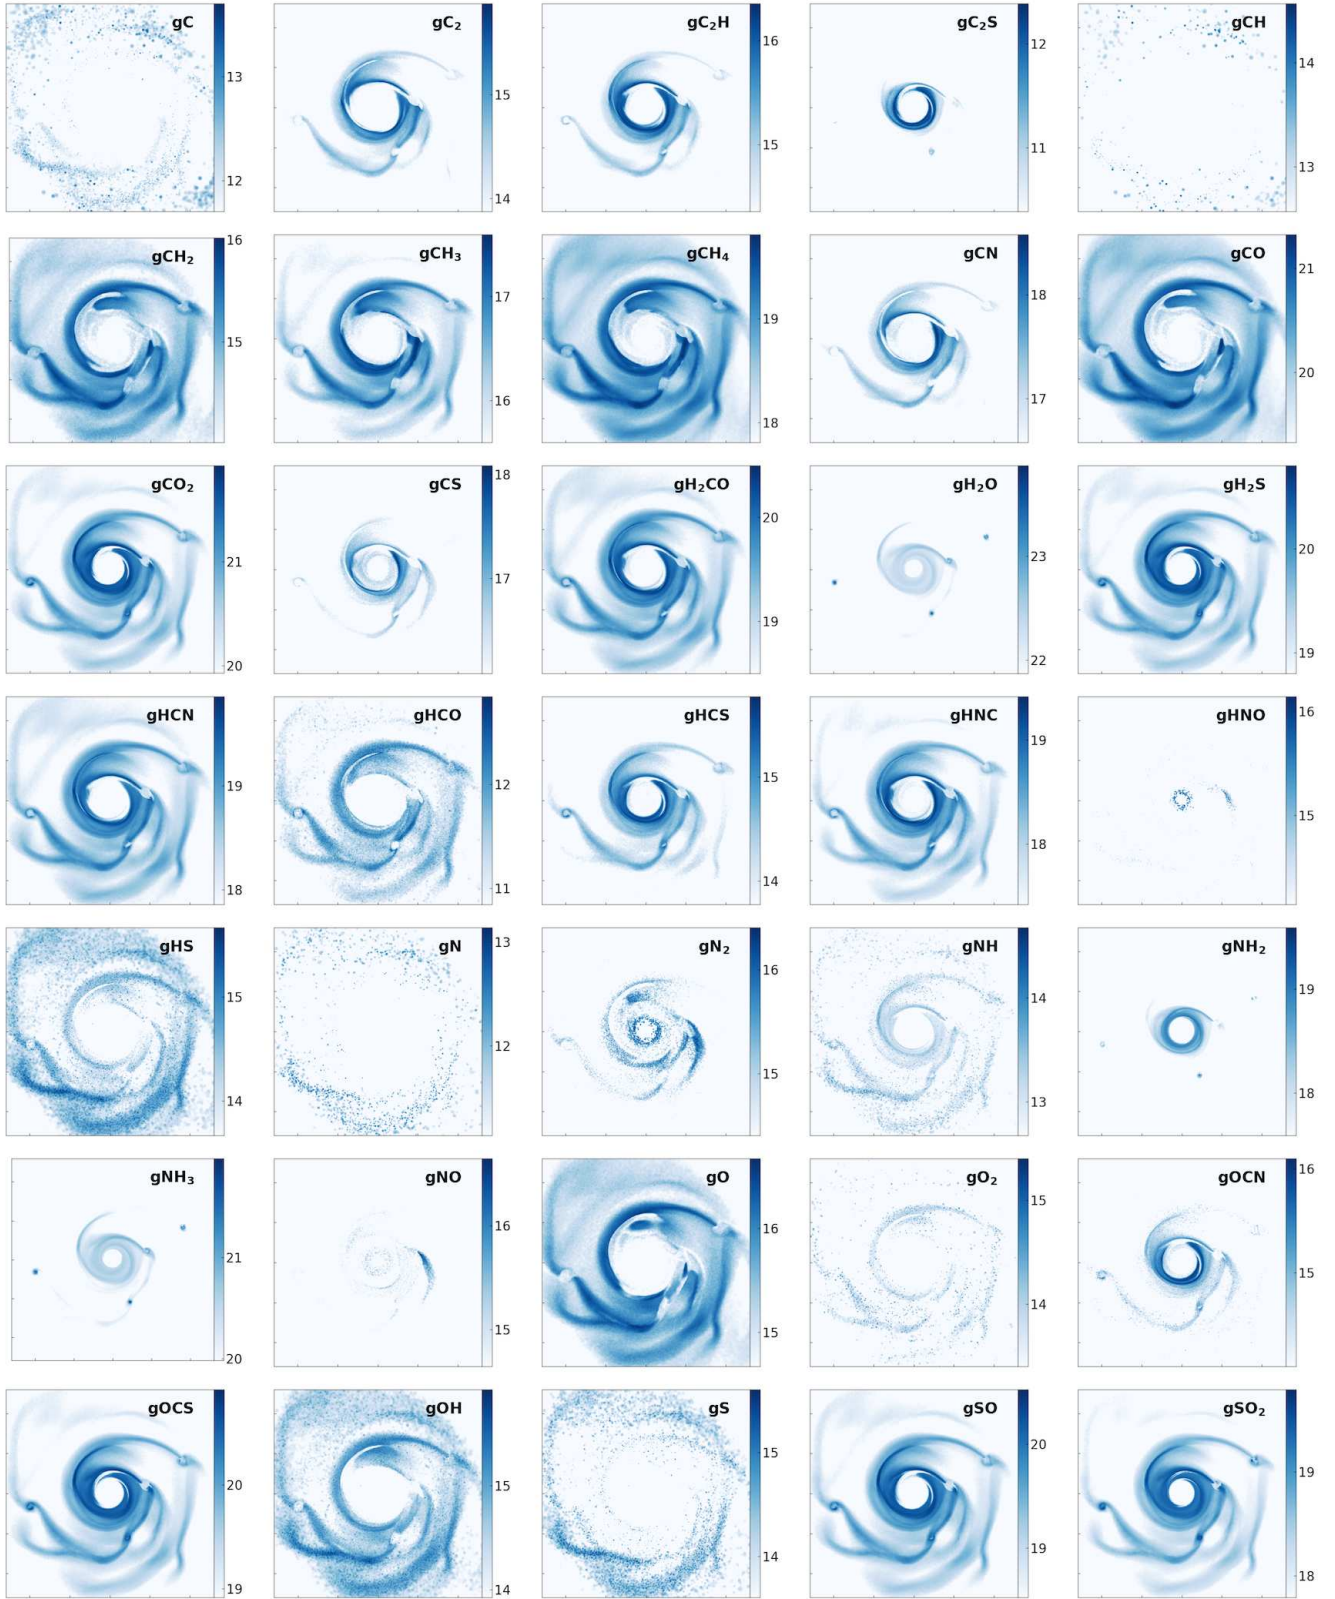 gC 13 12
gC₂ 15 14
gC₂H 16 15
gC₂S 12 11
gCH 14 13
gCH₂ 16 15
gCH₃ 17 16
gCH₄ 19 18
gCN 18 17
gCO 21 20
gCO₂ 21 20
gCS 18 17
gH₂CO 20 19
gH₂O 23 22
gH₂S 20 19
gHCN 19 18
gHCO 12 11
gHCS 15 14
gHNC 19 18
gHNO 16 15
gHS 15 14
gN 13 12
gN₂ 16 15
gNH 14 13
gNH₂ 19 18
gNH₃ 21 20
gNO 16 15
gO 16 15
gO₂ 15 14
gOCN 16 15
gOCS 20 19
gOH 15 14
gS 15 14
gSO 20 19
gSO₂ 19 18